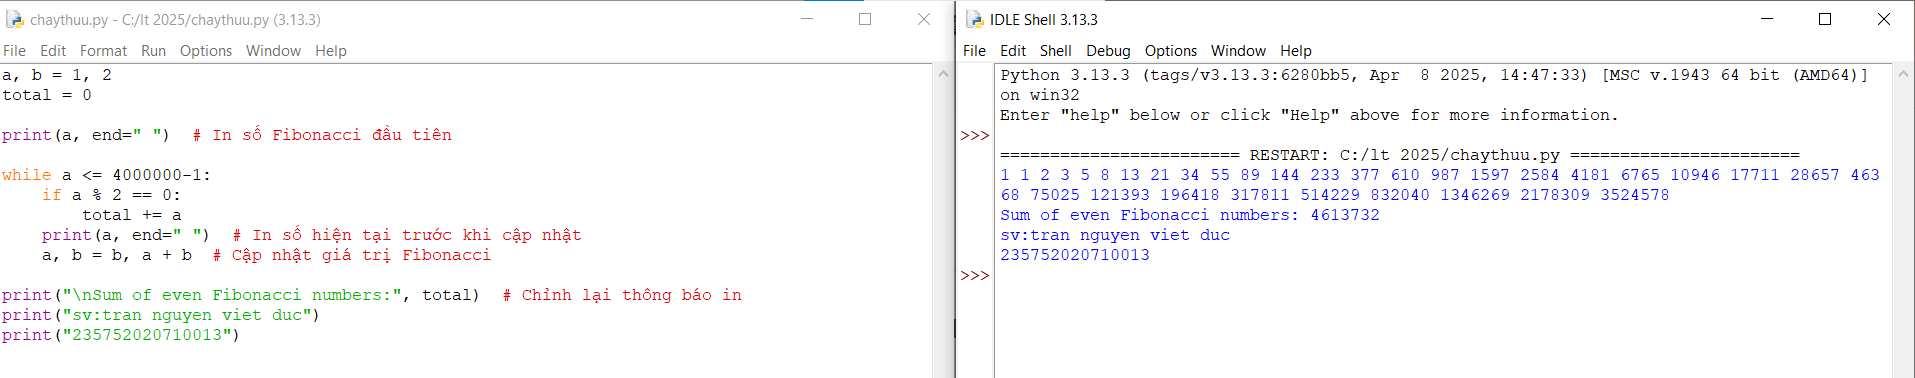 chaythuu.py - C:/lt 2025/chaythuu.py (3.13.3)
File Edit Format Run Options Window Help
a, b = 1, 2
total = 0
print(a, end=" ")  # In số Fibonacci đầu tiên
while a <= 4000000-1:
    if a % 2 == 0:
        total += a
    print(a, end=" ")  # In số hiện tại trước khi cập nhật
    a, b = b, a + b  # Cập nhật giá trị Fibonacci
print("\nSum of even Fibonacci numbers:", total)  # Chỉnh lại thông báo in
print("sv:tran nguyen viet duc")
print("235752020710013")
IDLE Shell 3.13.3
File Edit Shell Debug Options Window Help
Python 3.13.3 (tags/v3.13.3:6280bb5, Apr  8 2025, 14:47:33) [MSC v.1943 64 bit (AMD64)]
on win32
Enter "help" below or click "Help" above for more information.
>>>
======================== RESTART: C:/lt 2025/chaythuu.py =======================
1 1 2 3 5 8 13 21 34 55 89 144 233 377 610 987 1597 2584 4181 6765 10946 17711 28657 463
68 75025 121393 196418 317811 514229 832040 1346269 2178309 3524578
Sum of even Fibonacci numbers: 4613732
sv:tran nguyen viet duc
235752020710013
>>>